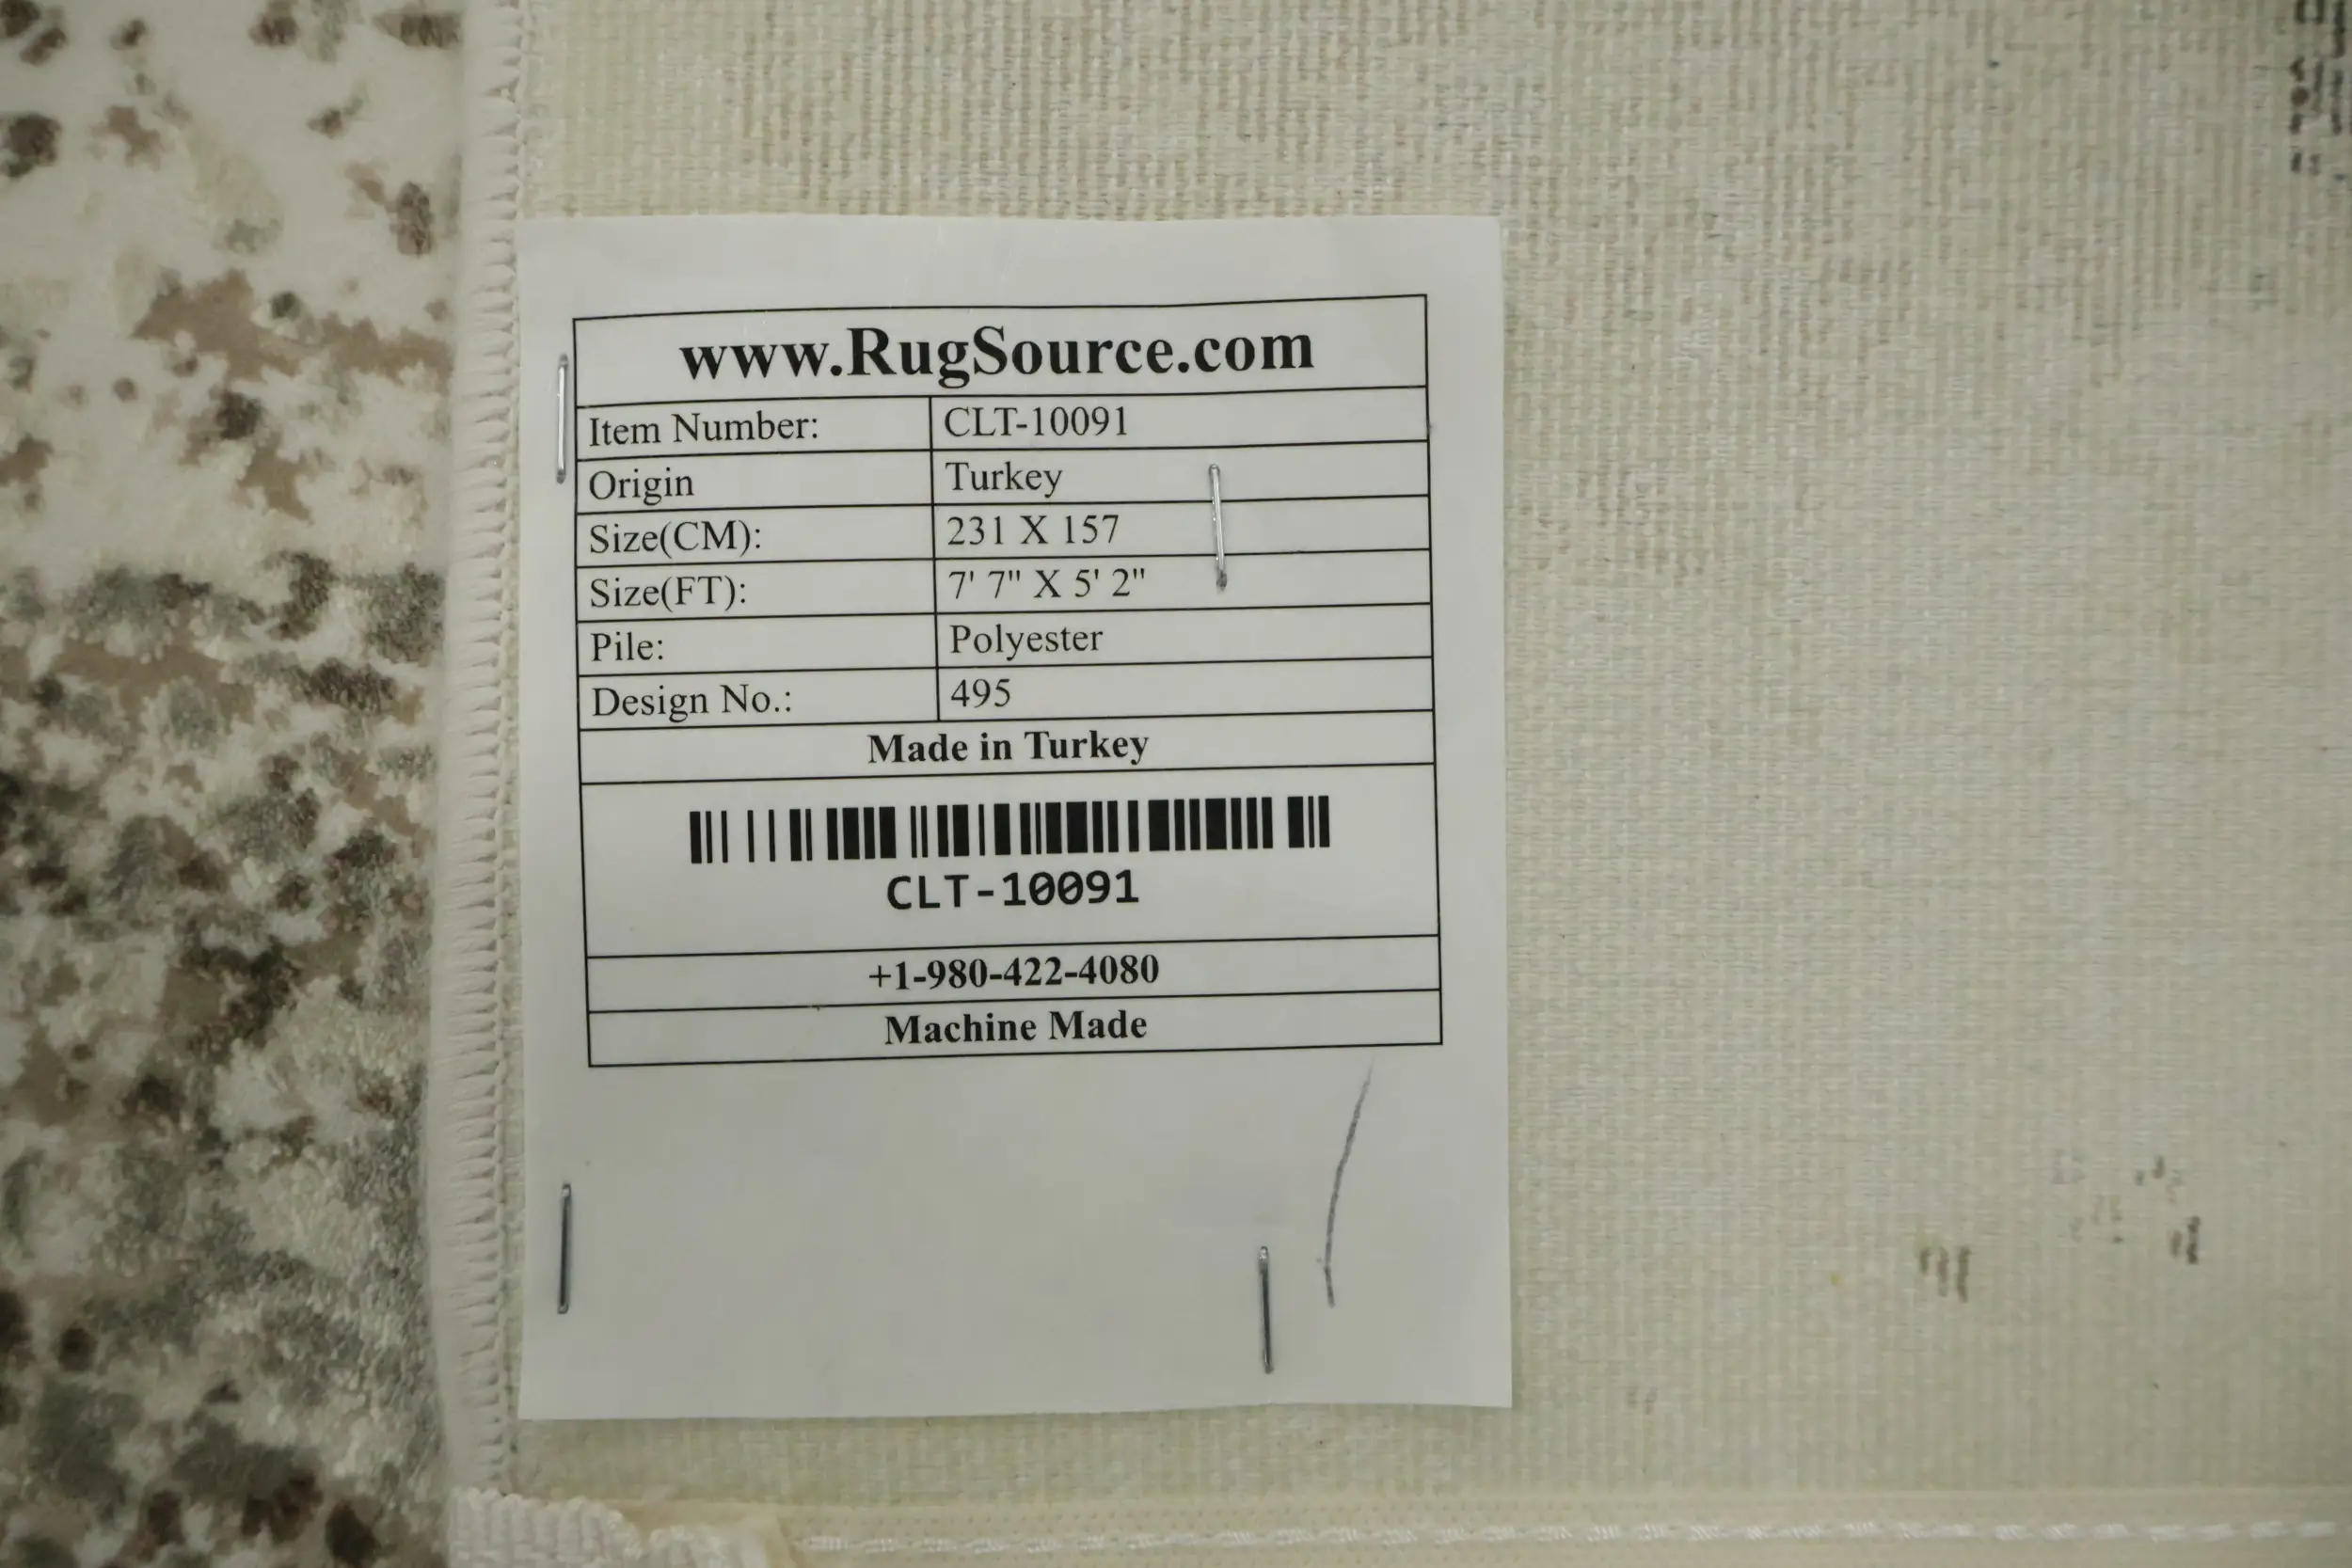 www.RugSource.com
Item Number: CLT-10091
Origin Turkey
Size(CM): 231 X 157
Size(FT): 7' 7" X 5' 2"
Pile: Polyester
Design No.: 495
Made in Turkey
CLT-10091
+1-980-422-4080
Machine Made